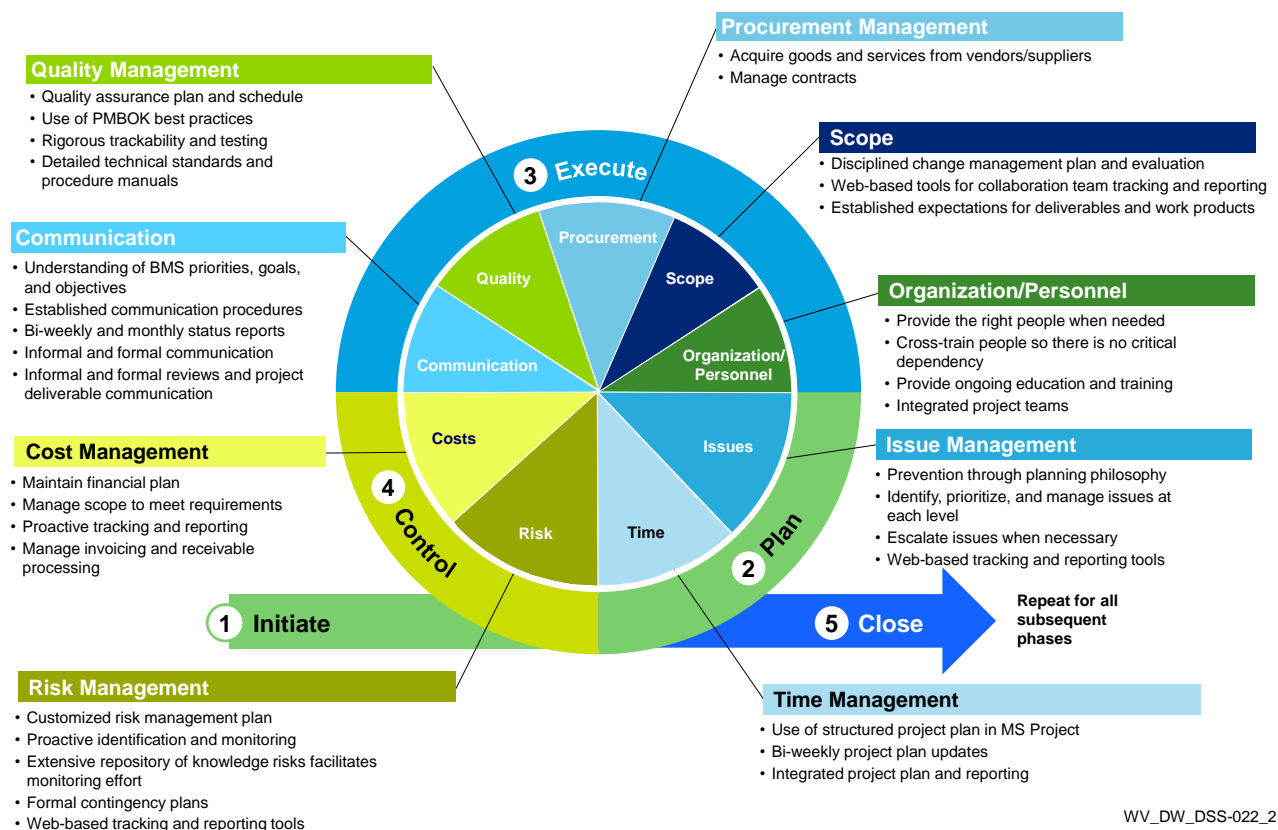 Procurement Management
• Acquire goods and services from vendors/suppliers
• Manage contracts
Quality Management
• Quality assurance plan and schedule
• Use of PMBOK best practices
• Rigorous trackability and testing
• Detailed technical standards and
procedure manuals
Scope
• Disciplined change management plan and evaluation
• Web-based tools for collaboration team tracking and reporting
• Established expectations for deliverables and work products
Communication
• Understanding of BMS priorities, goals,
and objectives
• Established communication procedures
• Bi-weekly and monthly status reports
• Informal and formal communication
• Informal and formal reviews and project
deliverable communication
Organization/Personnel
• Provide the right people when needed
• Cross-train people so there is no critical
dependency
• Provide ongoing education and training
• Integrated project teams
3 Execute
Procurement
Quality
Scope
Communication
Organization/
Personnel
Costs
Issues
Risk
Time
4 Control
2 Plan
Cost Management
• Maintain financial plan
• Manage scope to meet requirements
• Proactive tracking and reporting
• Manage invoicing and receivable
processing
Issue Management
• Prevention through planning philosophy
• Identify, prioritize, and manage issues at
each level
• Escalate issues when necessary
• Web-based tracking and reporting tools
1 Initiate
5 Close
Repeat for all
subsequent
phases
Risk Management
• Customized risk management plan
• Proactive identification and monitoring
• Extensive repository of knowledge risks facilitates
monitoring effort
• Formal contingency plans
• Web-based tracking and reporting tools
Time Management
• Use of structured project plan in MS Project
• Bi-weekly project plan updates
• Integrated project plan and reporting
WV_DW_DSS-022_2